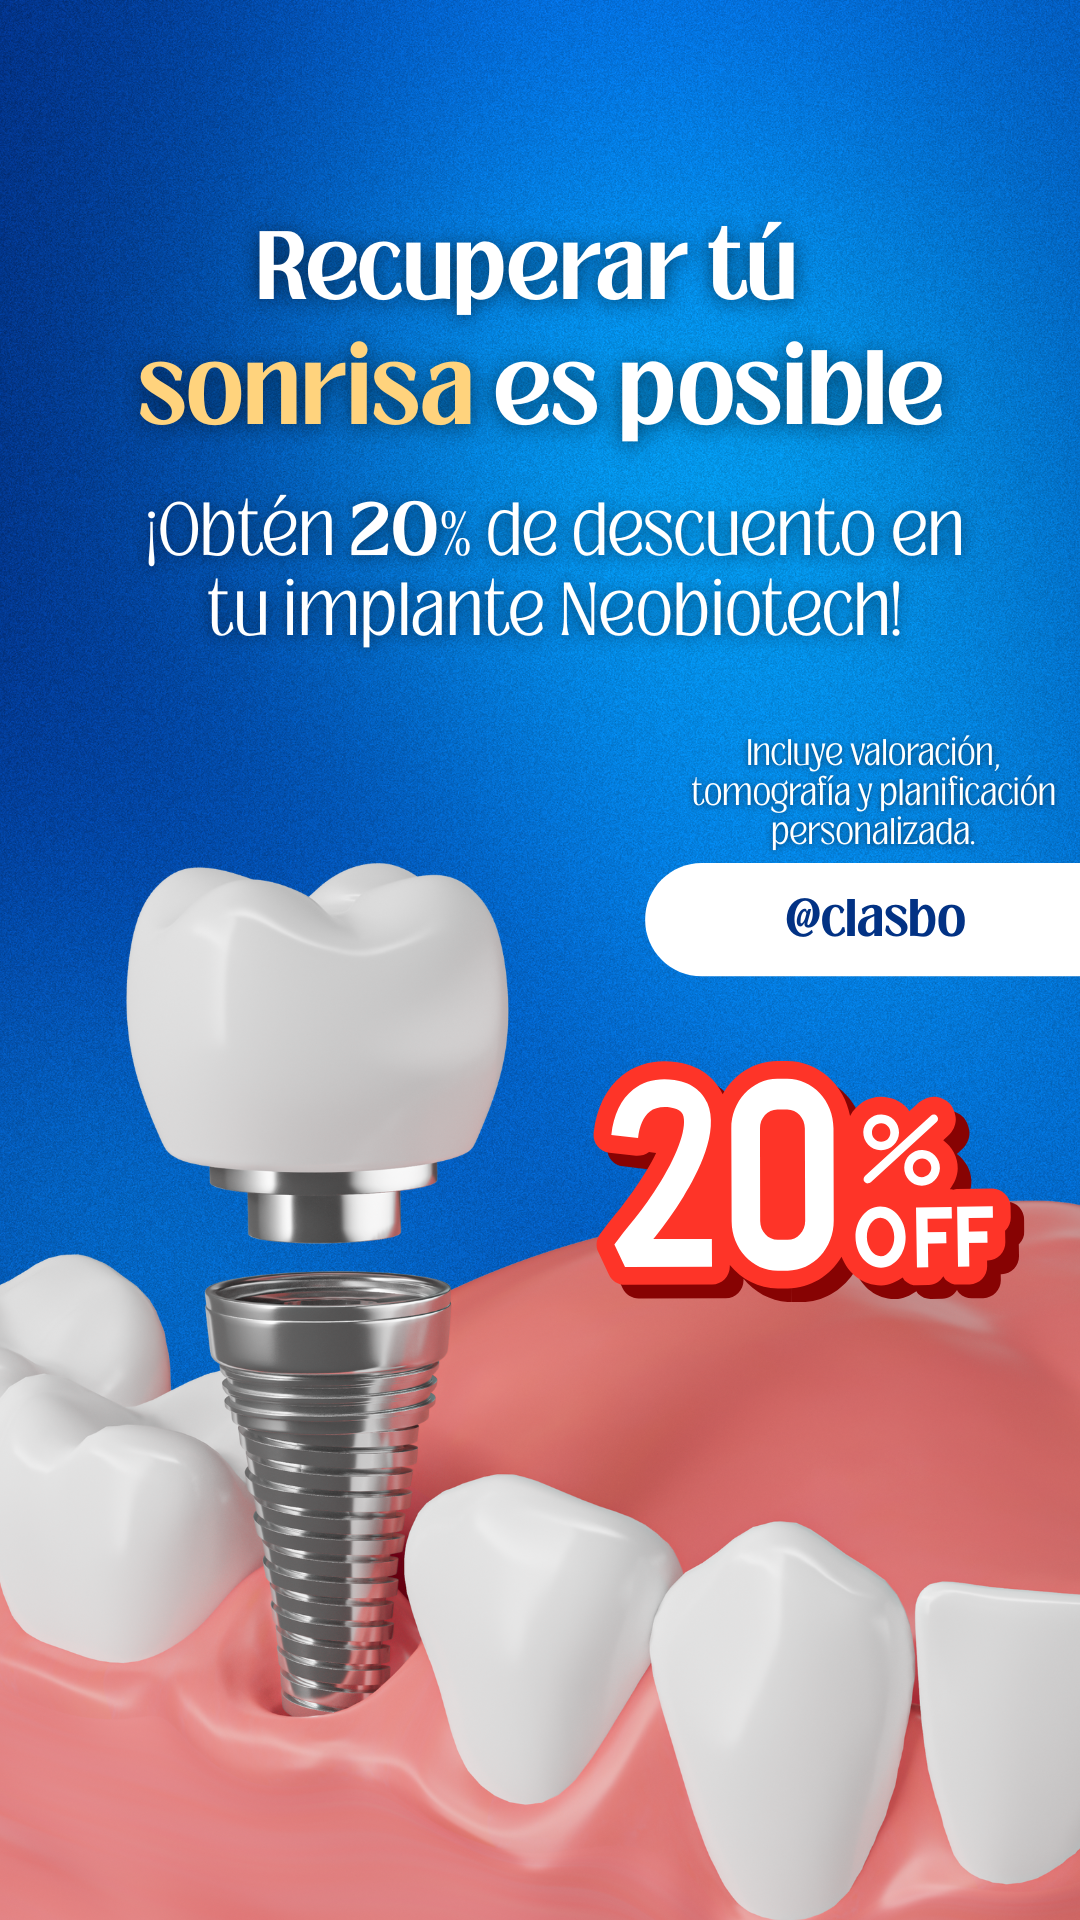 Recuperar tú
sonrisa es posible
¡Obtén 20% de descuento en
tu implante Neobiotech!
Incluye valoración,
tomografía y planificación
personalizada.
@clasbo
20%
OFF